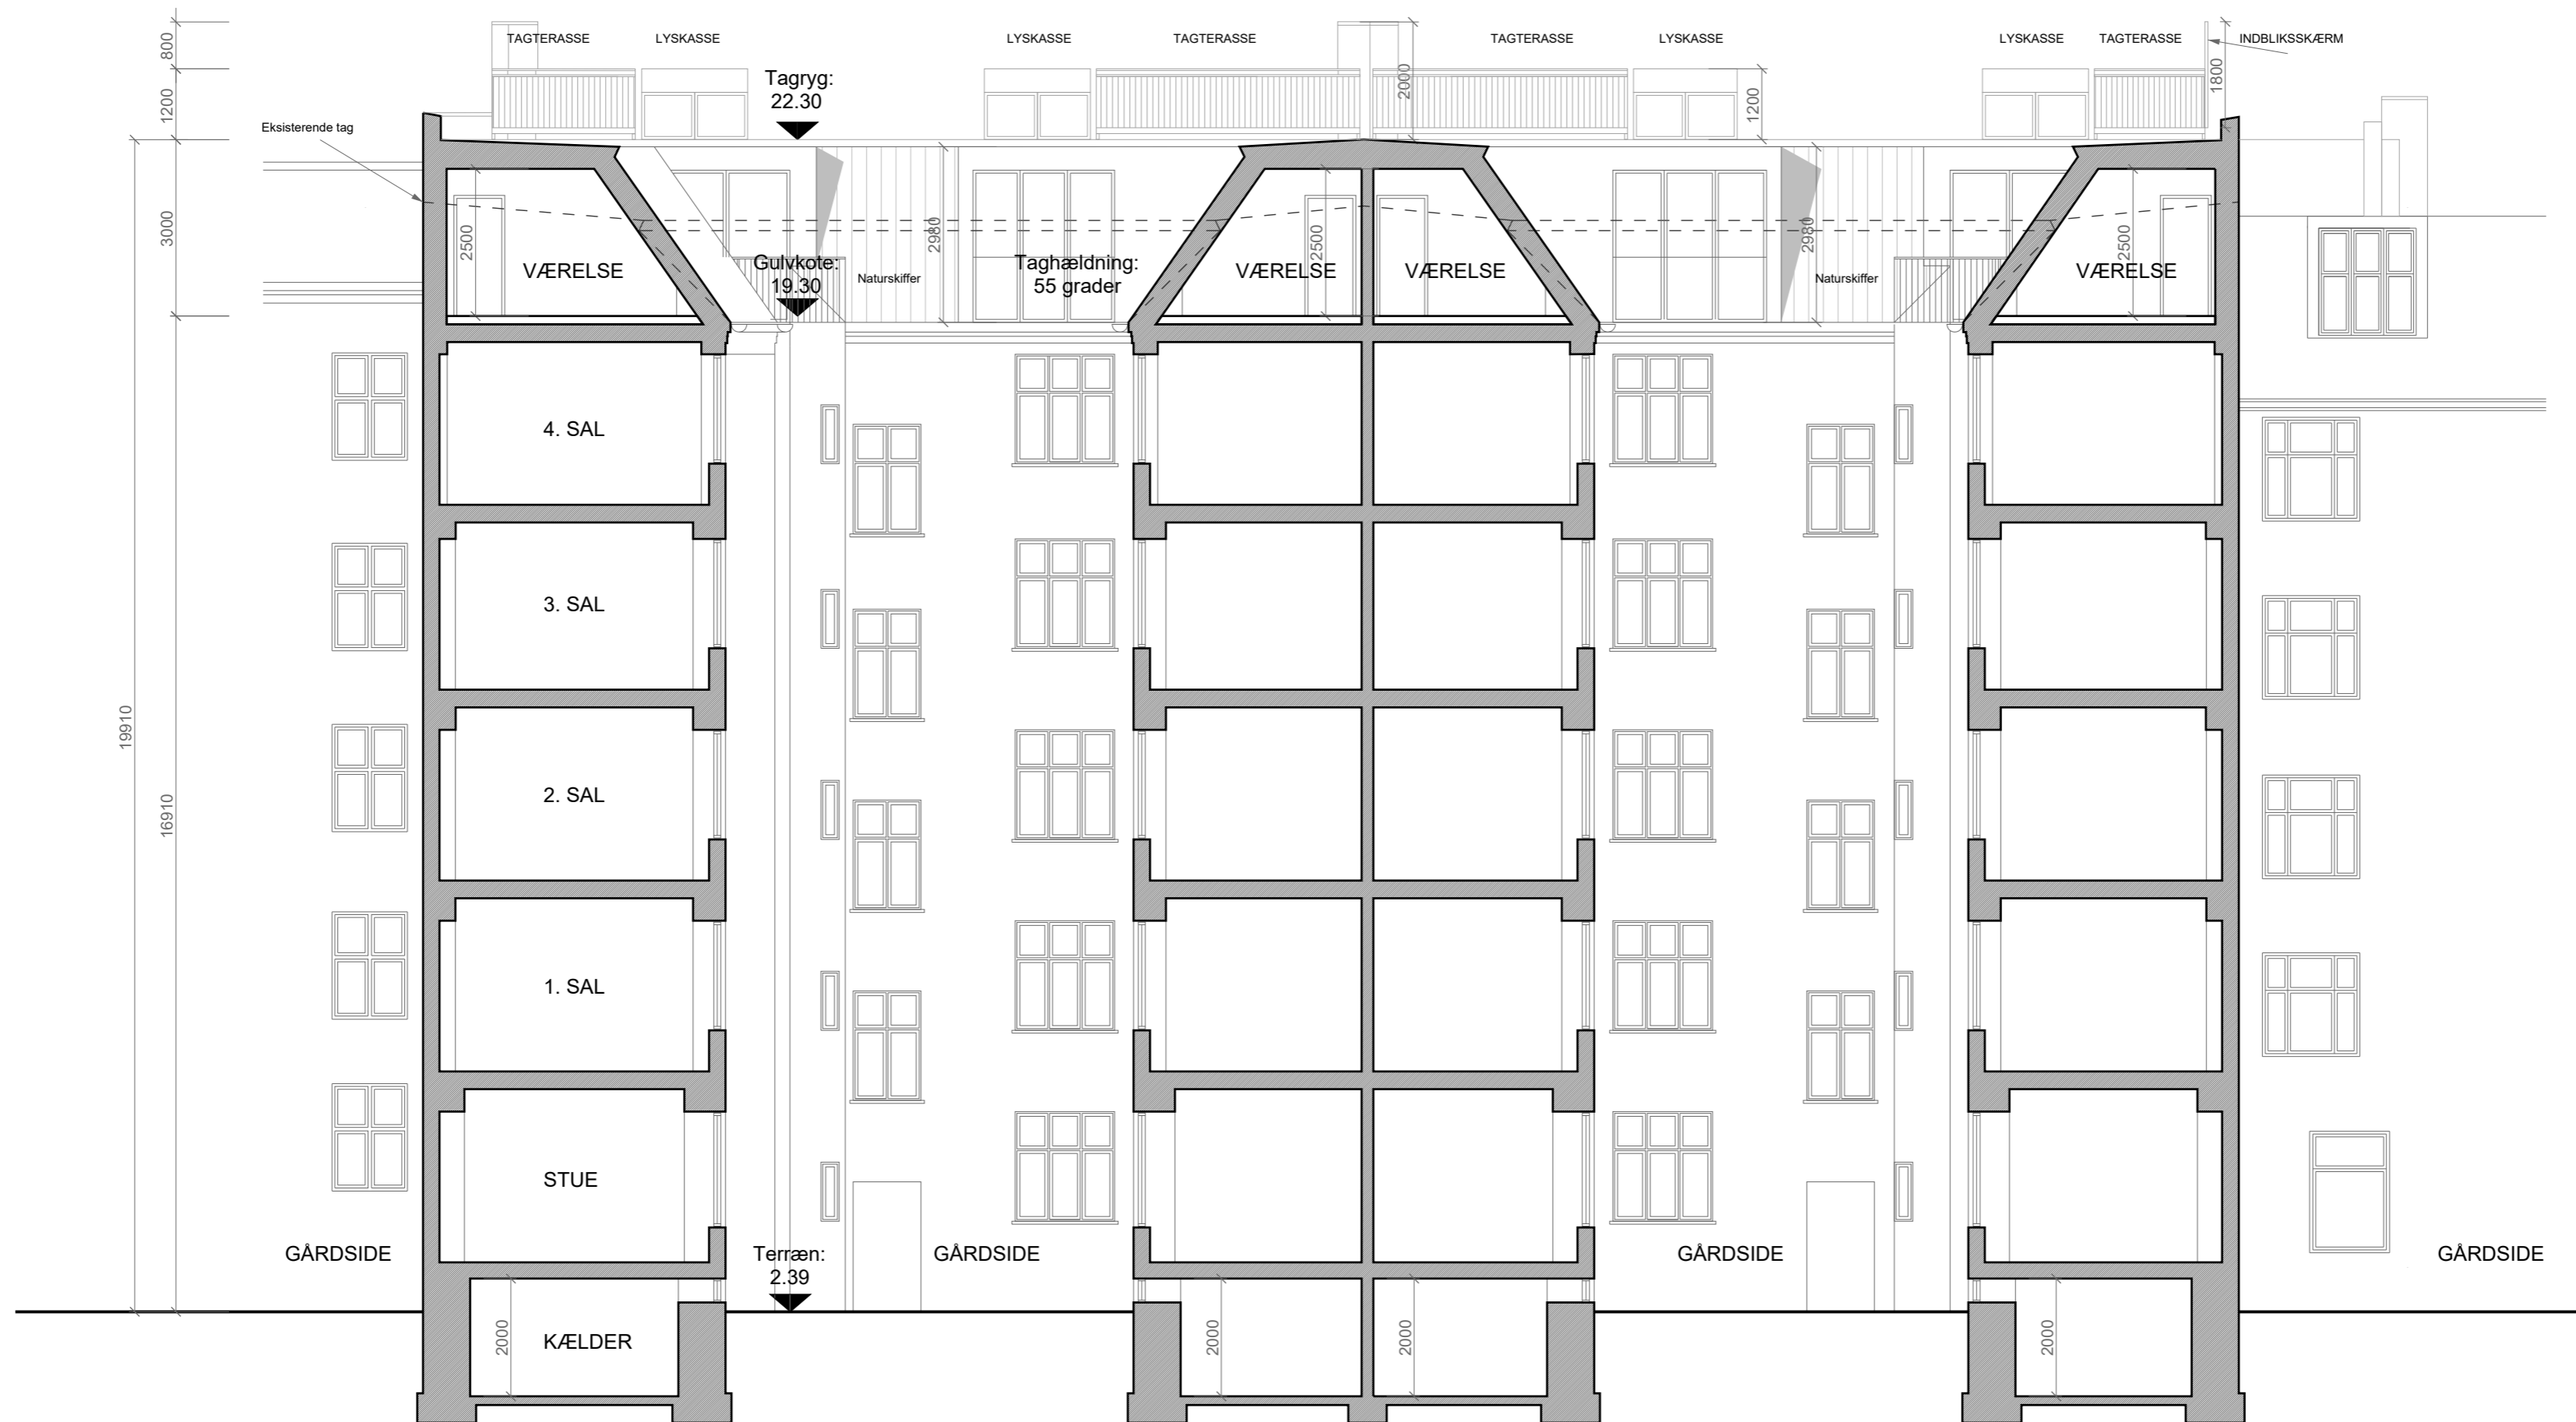 TAGTERASSE
LYSKASSE
LYSKASSE
TAGTERASSE
TAGTERASSE
LYSKASSE
LYSKASSE
TAGTERASSE
INDBLIKSSKÆRM
800
1200
Tagryg:
22.30
2000
1200
1800
Eksisterende tag
3000
2500
2980
2500
2980
2500
VÆRELSE
Gulvkote:
19.30
Naturskiffer
Taghældning:
55 grader
VÆRELSE
VÆRELSE
Naturskiffer
VÆRELSE
4. SAL
3. SAL
19910
16910
2. SAL
1. SAL
STUE
GÅRDSIDE
Terræn:
2.39
GÅRDSIDE
GÅRDSIDE
GÅRDSIDE
2000
KÆLDER
2000
2000
2000